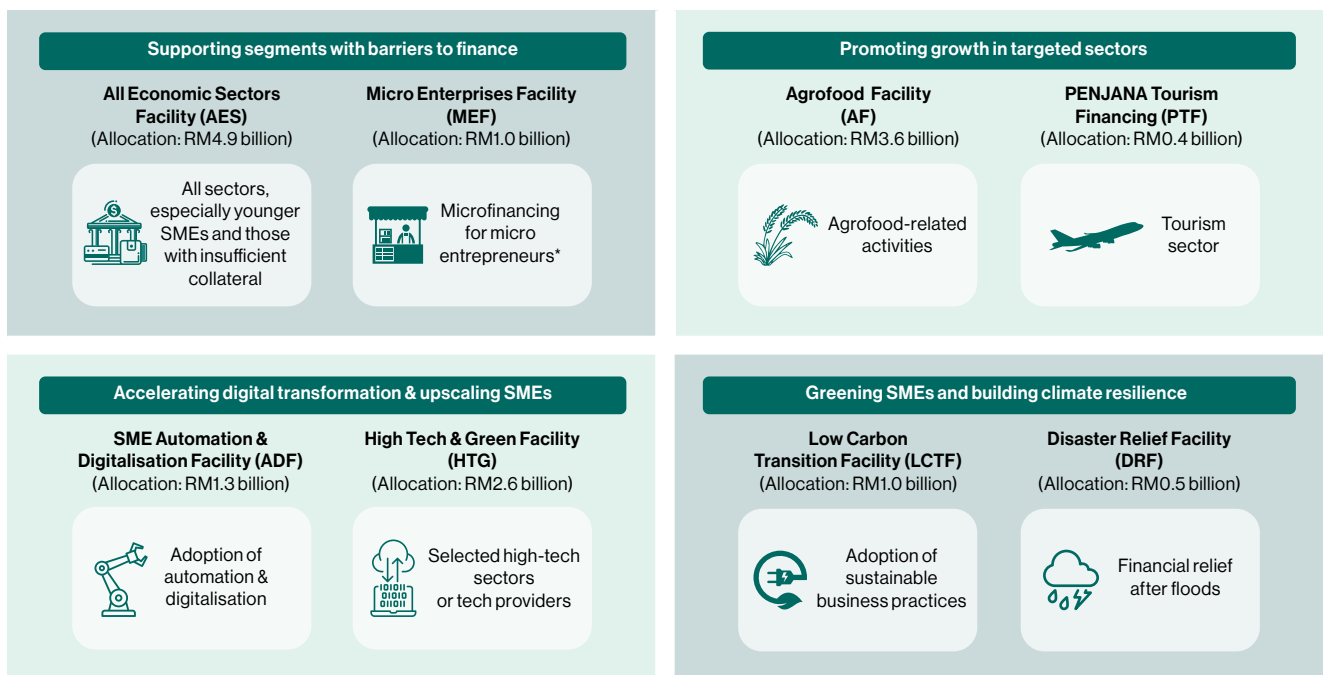 Supporting segments with barriers to finance
All Economic Sectors
Facility (AES)
(Allocation: RM4.9 billion)
All sectors,
especially younger
SMEs and those
with insufficient
collateral
Micro Enterprises Facility
(MEF)
(Allocation: RM1.0 billion)
Microfinancing
for micro
entrepreneurs*
Promoting growth in targeted sectors
Agrofood Facility
(AF)
(Allocation: RM3.6 billion)
Agrofood-related
activities
PENJANA Tourism
Financing (PTF)
(Allocation: RM0.4 billion)
Tourism
sector
Accelerating digital transformation & upscaling SMEs
SME Automation &
Digitalisation Facility (ADF)
(Allocation: RM1.3 billion)
Adoption of
automation &
digitalisation
High Tech & Green Facility
(HTG)
(Allocation: RM2.6 billion)
101011
01010
011011
Selected high-tech
sectors
or tech providers
Greening SMEs and building climate resilience
Low Carbon
Transition Facility (LCTF)
(Allocation: RM1.0 billion)
Adoption of
sustainable
business practices
Disaster Relief Facility
(DRF)
(Allocation: RM0.5 billion)
Financial relief
after floods